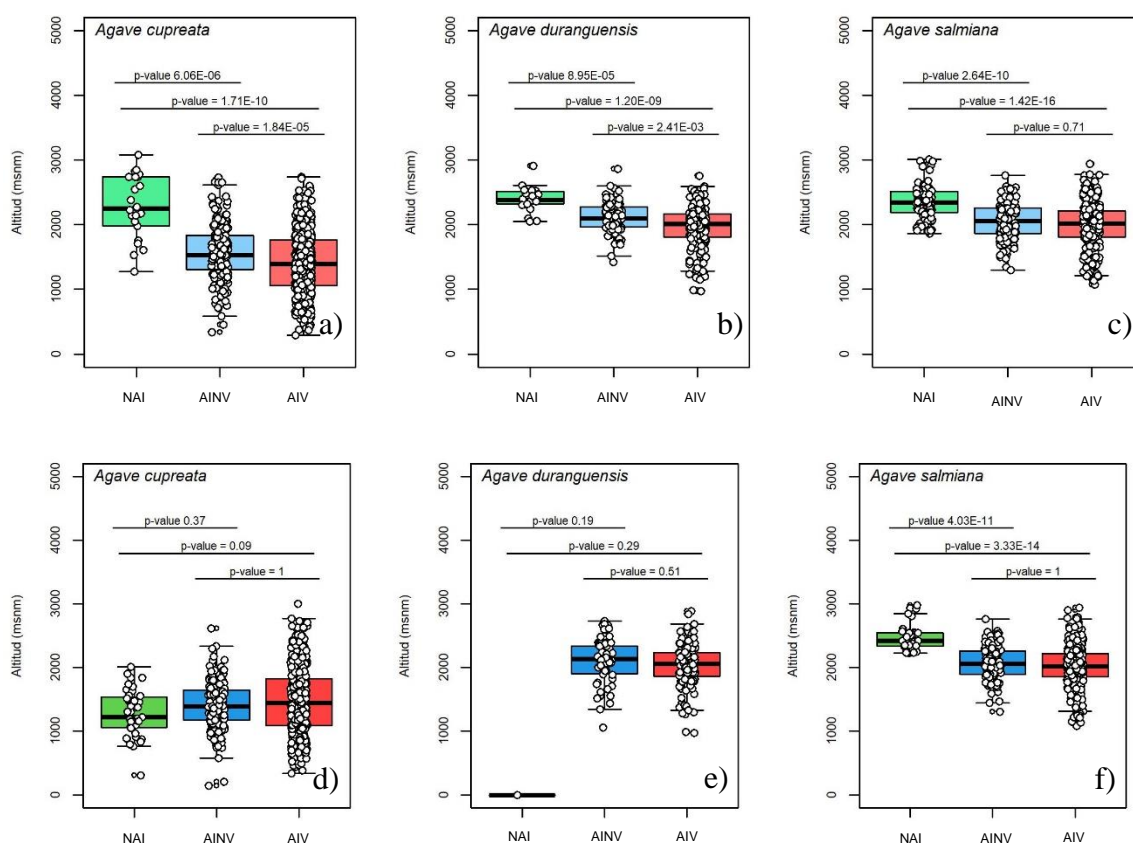 Agave cupreata
p-value 6.06E-06
p-value = 1.71E-10
p-value = 1.84E-05
Altitud (msnm)
0 1000 2000 3000 4000 5000
a)
NAI AINV AIV
Agave duranguensis
p-value 8.95E-05
p-value = 1.20E-09
p-value = 2.41E-03
Altitud (msnm)
0 1000 2000 3000 4000 5000
b)
NAI AINV AIV
Agave salmiana
p-value 2.64E-10
p-value = 1.42E-16
p-value = 0.71
Altitud (msnm)
0 1000 2000 3000 4000 5000
c)
NAI AINV AIV
Agave cupreata
p-value 0.37
p-value = 0.09
p-value = 1
Altitud (msnm)
0 1000 2000 3000 4000 5000
d)
NAI AINV AIV
Agave duranguensis
p-value 0.19
p-value = 0.29
p-value = 0.51
Altitud (msnm)
0 1000 2000 3000 4000 5000
e)
NAI AINV AIV
Agave salmiana
p-value 4.03E-11
p-value = 3.33E-14
p-value = 1
Altitud (msnm)
0 1000 2000 3000 4000 5000
f)
NAI AINV AIV